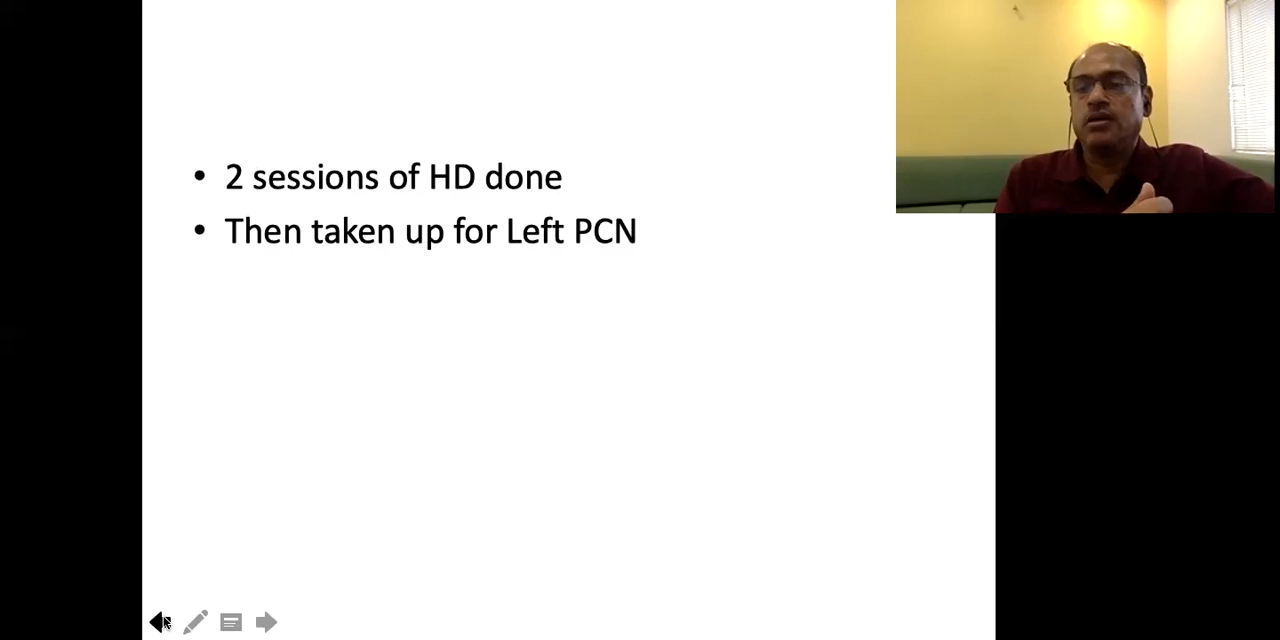 • 2 sessions of HD done
• Then taken up for Left PCN